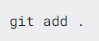 git add .